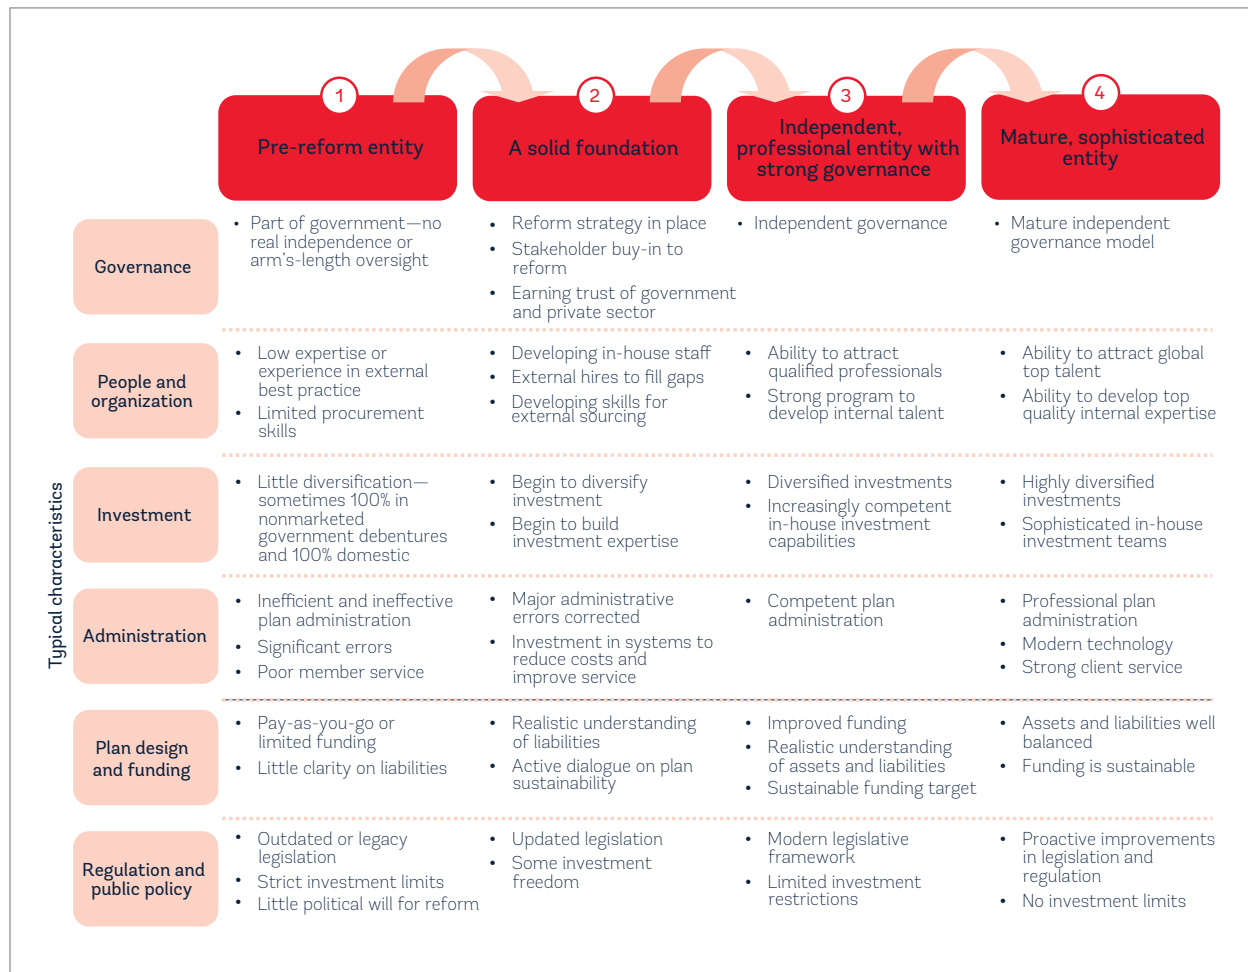 1
2
3
4
Pre-reform entity
A solid foundation
Independent,
professional entity with
strong governance
Mature, sophisticated
entity
Typical characteristics
Governance
• Part of government—no
real independence or
arm's-length oversight
• Reform strategy in place
• Stakeholder buy-in to
reform
• Earning trust of government
and private sector
• Independent governance
• Mature independent
governance model
People and
organization
• Low expertise or
experience in external
best practice
• Limited procurement
skills
• Developing in-house staff
• External hires to fill gaps
• Developing skills for
external sourcing
• Ability to attract
qualified professionals
• Strong program to
develop internal talent
• Ability to attract global
top talent
• Ability to develop top
quality internal expertise
Investment
• Little diversification—
sometimes 100% in
nonmarketed
government debentures
and 100% domestic
• Begin to diversify
investment
• Begin to build
investment expertise
• Diversified investments
• Increasingly competent
in-house investment
capabilities
• Highly diversified
investments
• Sophisticated in-house
investment teams
Administration
• Inefficient and ineffective
plan administration
• Significant errors
• Poor member service
• Major administrative
errors corrected
• Investment in systems to
reduce costs and
improve service
• Competent plan
administration
• Professional plan
administration
• Modern technology
• Strong client service
Plan design
and funding
• Pay-as-you-go or
limited funding
• Little clarity on liabilities
• Realistic understanding
of liabilities
• Active dialogue on plan
sustainability
• Improved funding
• Realistic understanding
of assets and liabilities
• Sustainable funding target
• Assets and liabilities well
balanced
• Funding is sustainable
Regulation and
public policy
• Outdated or legacy
legislation
• Strict investment limits
• Little political will for reform
• Updated legislation
• Some investment
freedom
• Modern legislative
framework
• Limited investment
restrictions
• Proactive improvements
in legislation and
regulation
• No investment limits